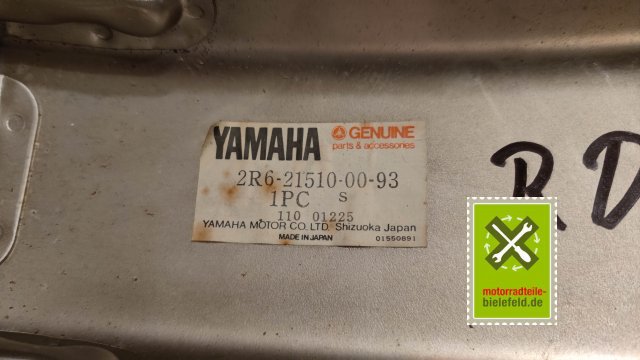 YAMAHA
GENUINE
parts & accessories
2R6-21510-00-93
1PC S
110 01225
YAMAHA MOTOR CO. LTD. Shizuoka Japan
MADE IN JAPAN 01550891
RD
motorradteile-
bielefeld.de